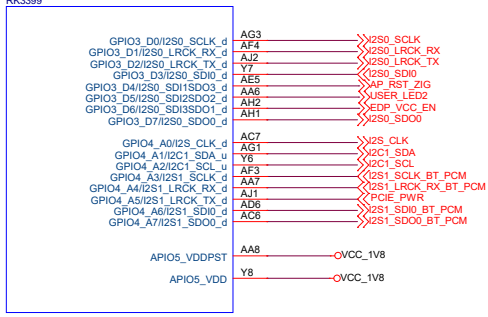 RK3399
GPIO3_D0/I2S0_SCLK_d AG3 I2S0_SCLK
GPIO3_D1/I2S0_LRCK_RX_d AF4 I2S0_LRCK_RX
GPIO3_D2/I2S0_LRCK_TX_d AJ2 I2S0_LRCK_TX
GPIO3_D3/I2S0_SDI0_d Y7 I2S0_SDI0
GPIO3_D4/I2S0_SDI1SDO3_d AE5 AP_RST_ZIG
GPIO3_D5/I2S0_SDI2SDO2_d AA6 USER_LED2
GPIO3_D6/I2S0_SDI3SDO1_d AH2 EDP_VCC_EN
GPIO3_D7/I2S0_SDO0_d AH1 I2S0_SDO0
GPIO4_A0/I2S_CLK_d AC7 I2S_CLK
GPIO4_A1/I2C1_SDA_u AG1 I2C1_SDA
GPIO4_A2/I2C1_SCL_u Y6 I2C1_SCL
GPIO4_A3/I2S1_SCLK_d AF3 I2S1_SCLK_BT_PCM
GPIO4_A4/I2S1_LRCK_RX_d AA7 I2S1_LRCK_RX_BT_PCM
GPIO4_A5/I2S1_LRCK_TX_d AJ1 PCIE_PWR
GPIO4_A6/I2S1_SDI0_d AD6 I2S1_SDI0_BT_PCM
GPIO4_A7/I2S1_SDO0_d AC6 I2S1_SDO0_BT_PCM
APIO5_VDDPST AA8 VCC_1V8
APIO5_VDD Y8 VCC_1V8